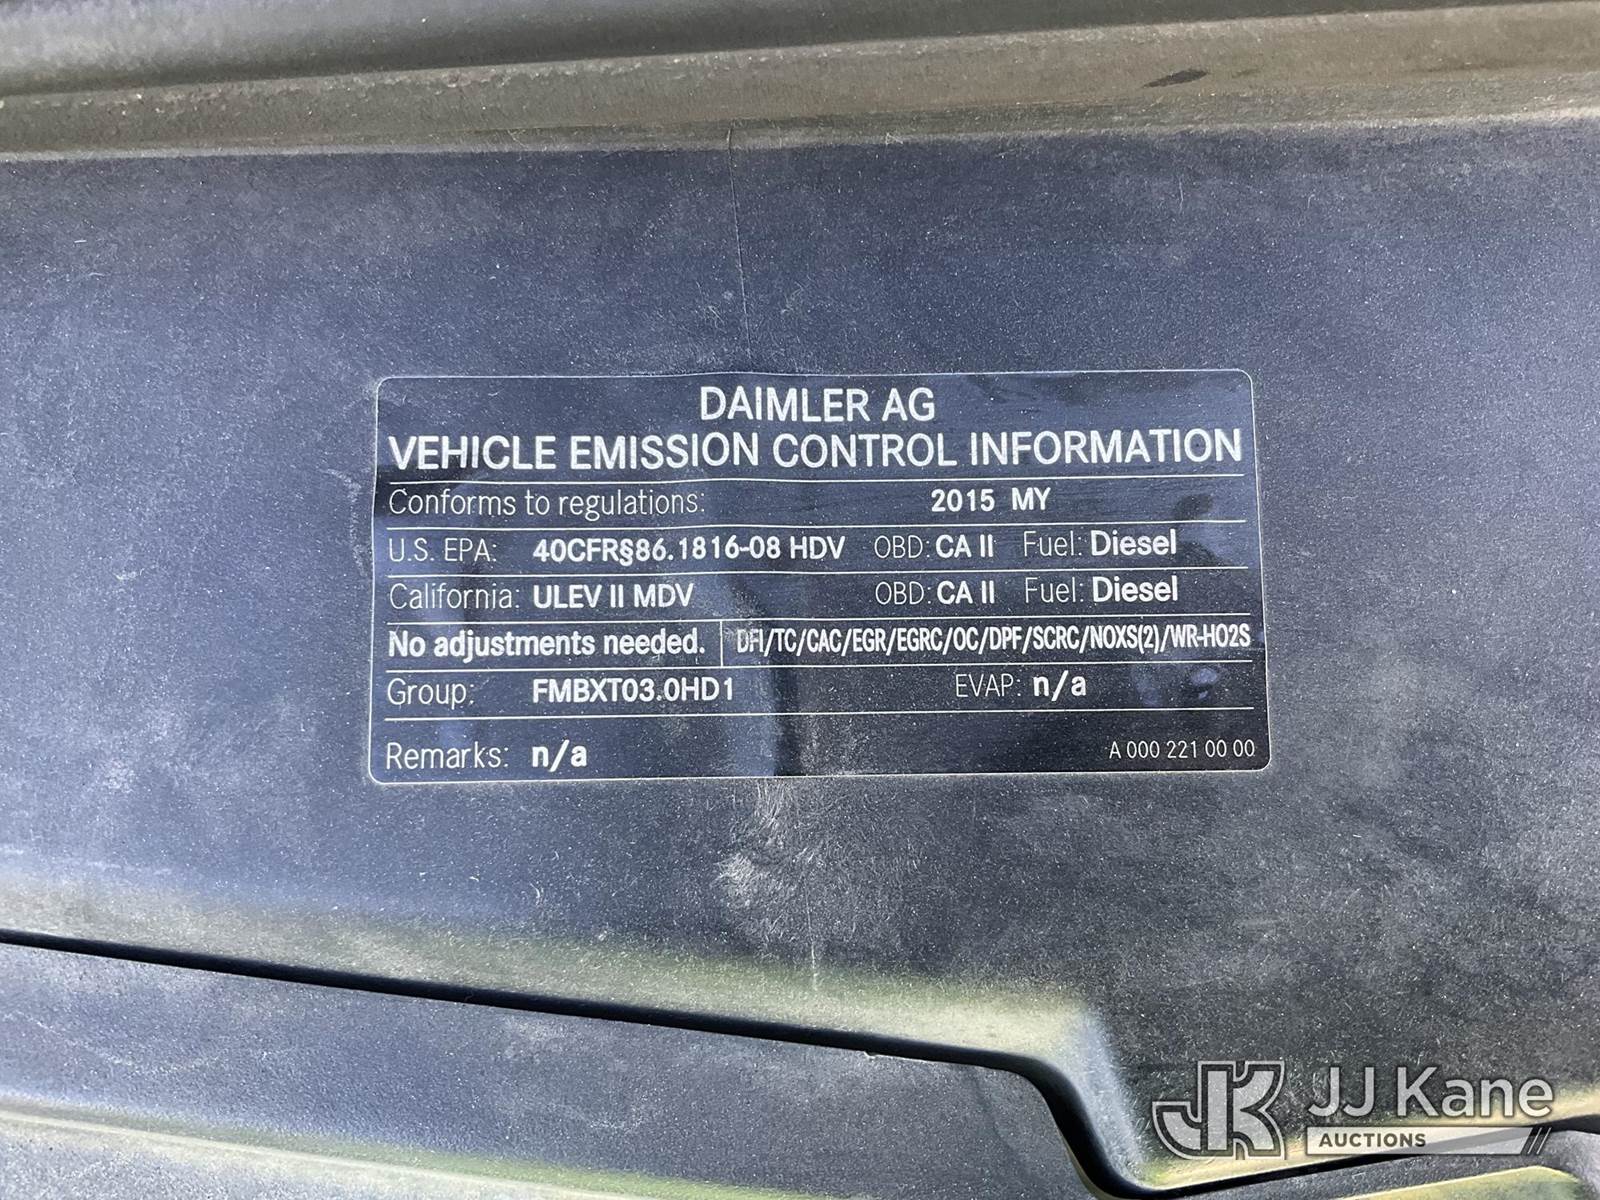 DAIMLER AG
VEHICLE EMISSION CONTROL INFORMATION
Conforms to regulations: 2015 MY
U.S. EPA: 40CFR§86.1816-08 HDV OBD: CA II Fuel: Diesel
California: ULEV II MDV OBD: CA II Fuel: Diesel
No adjustments needed. DFI/TC/CAC/EGR/EGRC/OC/DPF/SCRC/NOXS(2)/WR-HO2S
Group: FMBXT03.0HD1 EVAP: n/a
Remarks: n/a A 000 221 00 00
JK JJ Kane
AUCTIONS